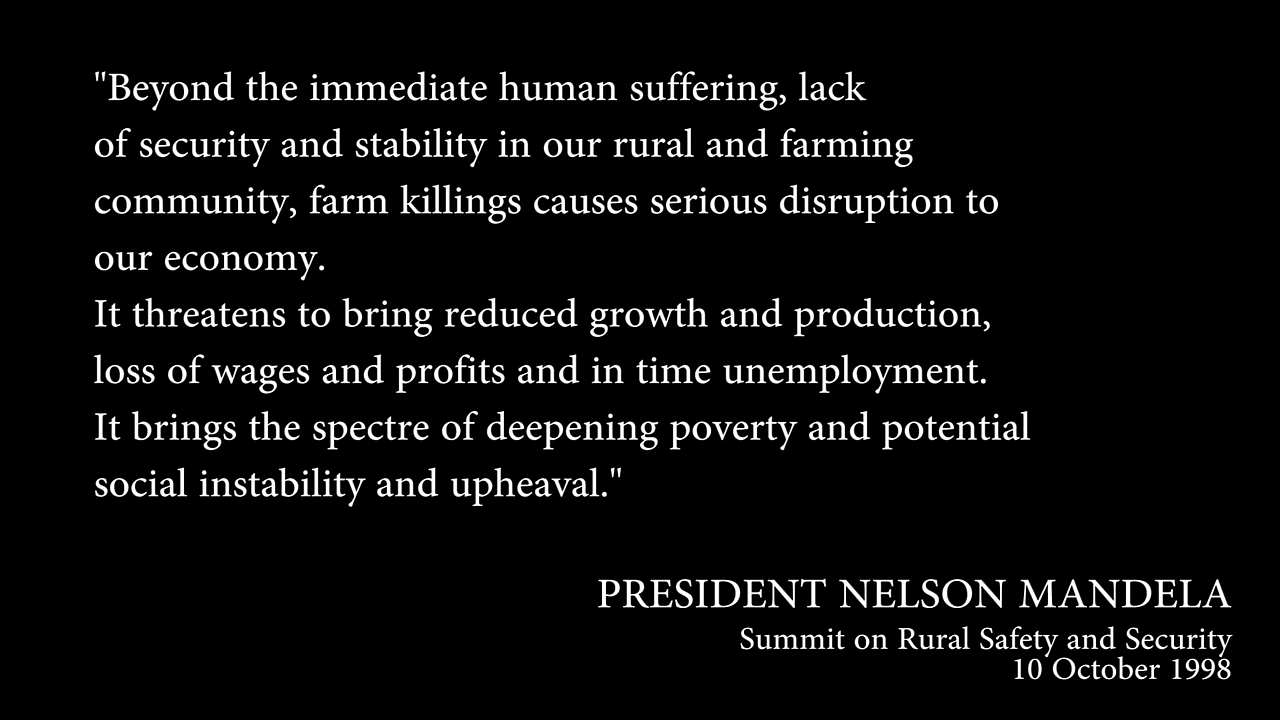 "Beyond the immediate human suffering, lack
of security and stability in our rural and farming
community, farm killings causes serious disruption to
our economy.
It threatens to bring reduced growth and production,
loss of wages and profits and in time unemployment.
It brings the spectre of deepening poverty and potential
social instability and upheaval."
PRESIDENT NELSON MANDELA
Summit on Rural Safety and Security
10 October 1998